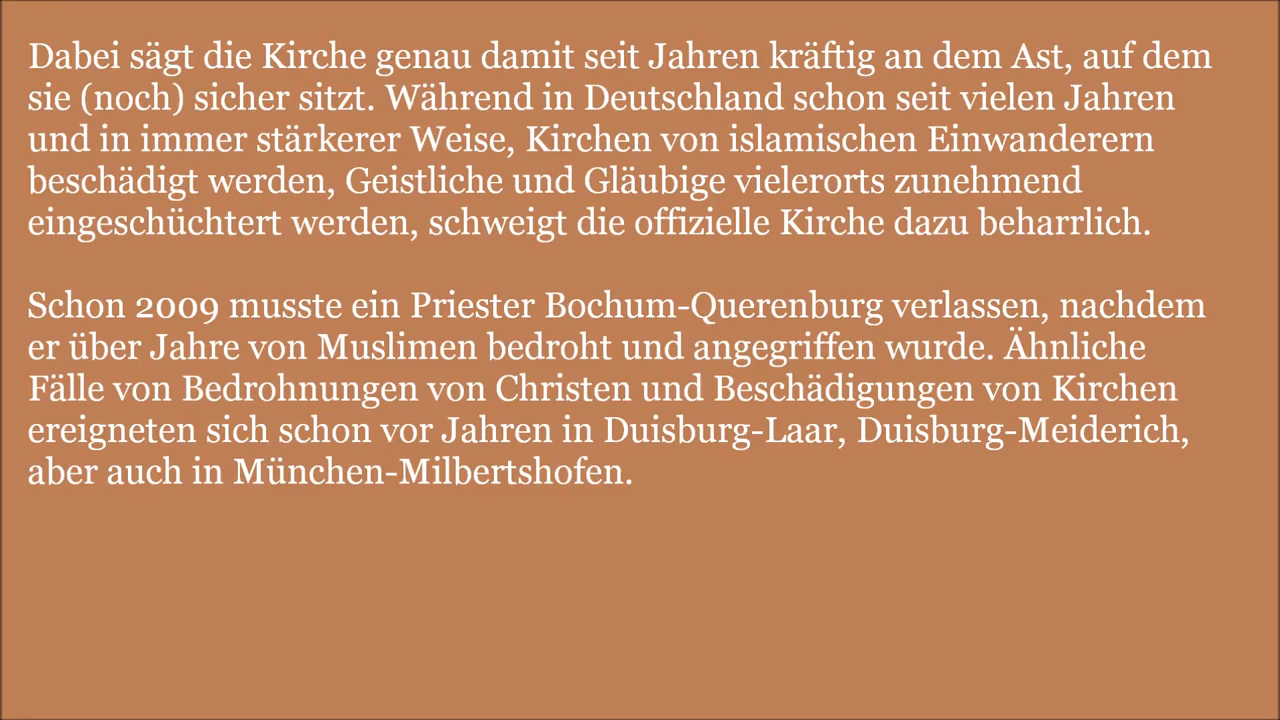 Dabei sägt die Kirche genau damit seit Jahren kräftig an dem Ast, auf dem
sie (noch) sicher sitzt. Während in Deutschland schon seit vielen Jahren
und in immer stärkerer Weise, Kirchen von islamischen Einwanderern
beschädigt werden, Geistliche und Gläubige vielerorts zunehmend
eingeschüchtert werden, schweigt die offizielle Kirche dazu beharrlich.
Schon 2009 musste ein Priester Bochum-Querenburg verlassen, nachdem
er über Jahre von Muslimen bedroht und angegriffen wurde. Ähnliche
Fälle von Bedrohnungen von Christen und Beschädigungen von Kirchen
ereigneten sich schon vor Jahren in Duisburg-Laar, Duisburg-Meiderich,
aber auch in München-Milbertshofen.